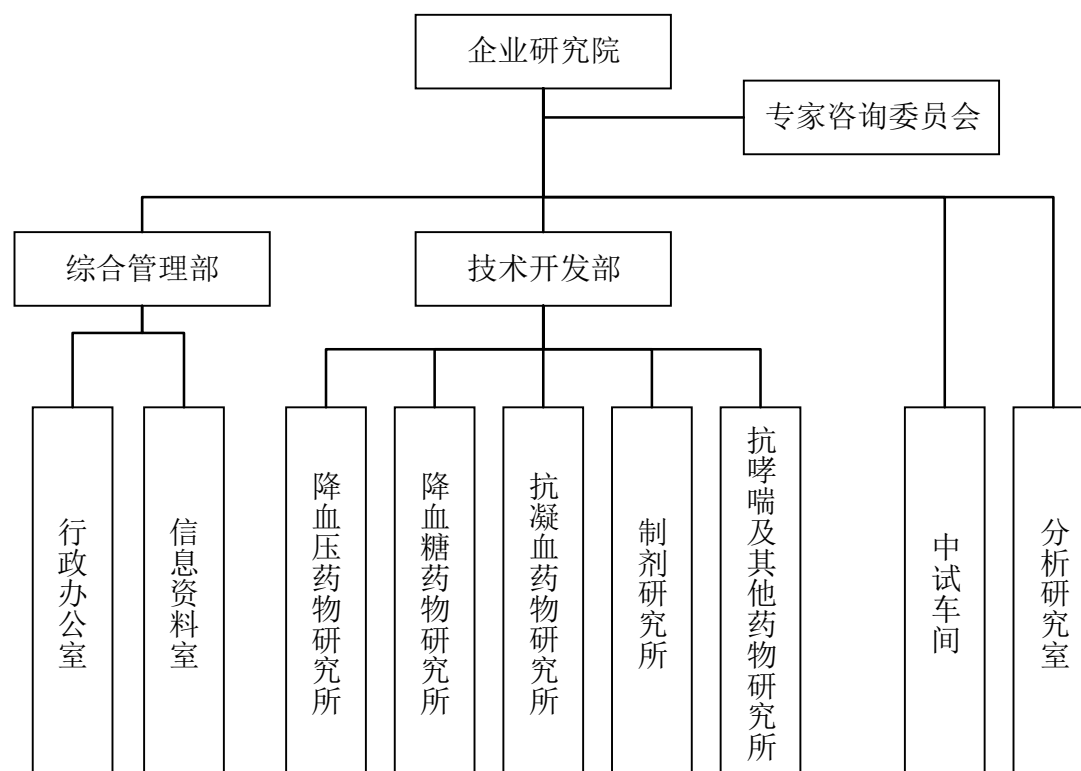 企业研究院
专家咨询委员会
综合管理部
技术开发部
行政办公室
信息资料室
降血压药物研究所
降血糖药物研究所
抗凝血药物研究所
制剂研究所
抗哮喘及其他药物研究所
中试车间
分析研究室